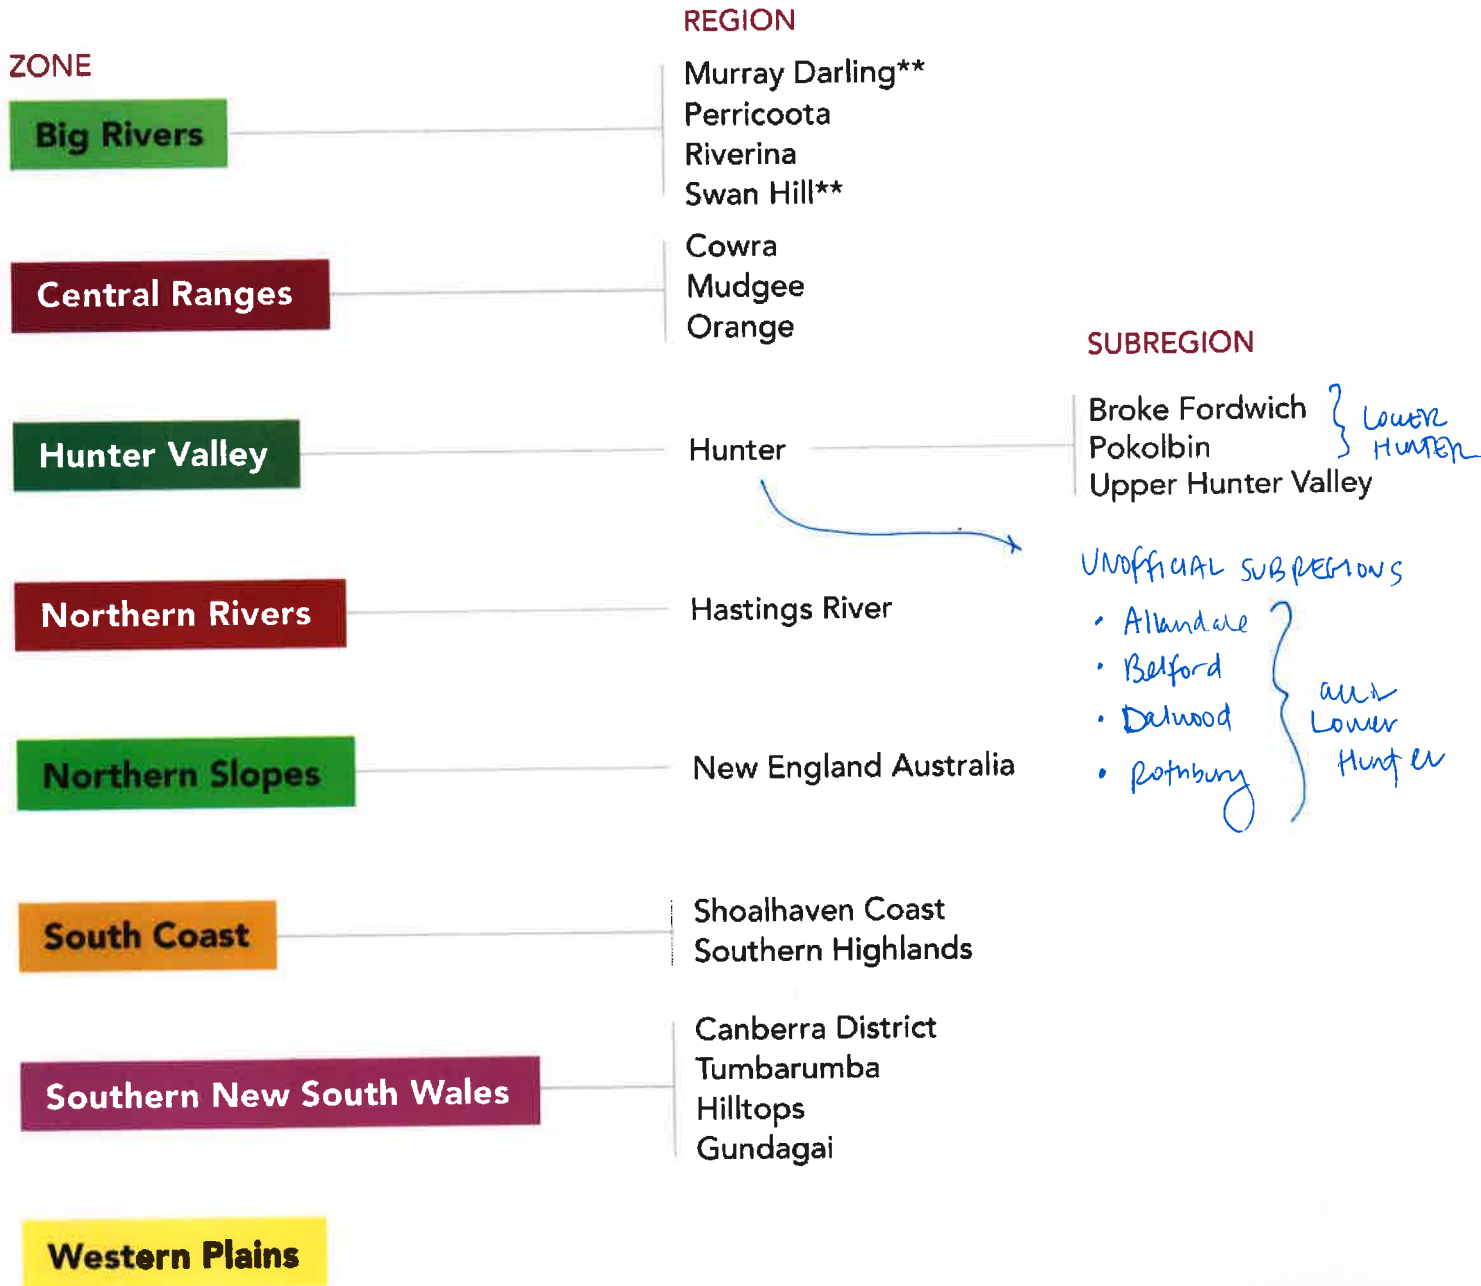 REGION
ZONE
Murray Darling**
Perricoota
Big Rivers
Riverina
Swan Hill**
Cowra
Central Ranges
Mudgee
Orange
SUBREGION
Broke Fordwich
Pokolbin
Upper Hunter Valley
LOWER
HUNTER
Hunter Valley
Hunter
UNOFFICIAL SUBREGIONS
Northern Rivers
Hastings River
• Allandale
• Belford
• Dalwood
• Rothbury
all
Lower
Hunter
Northern Slopes
New England Australia
South Coast
Shoalhaven Coast
Southern Highlands
Canberra District
Tumbarumba
Southern New South Wales
Hilltops
Gundagai
Western Plains